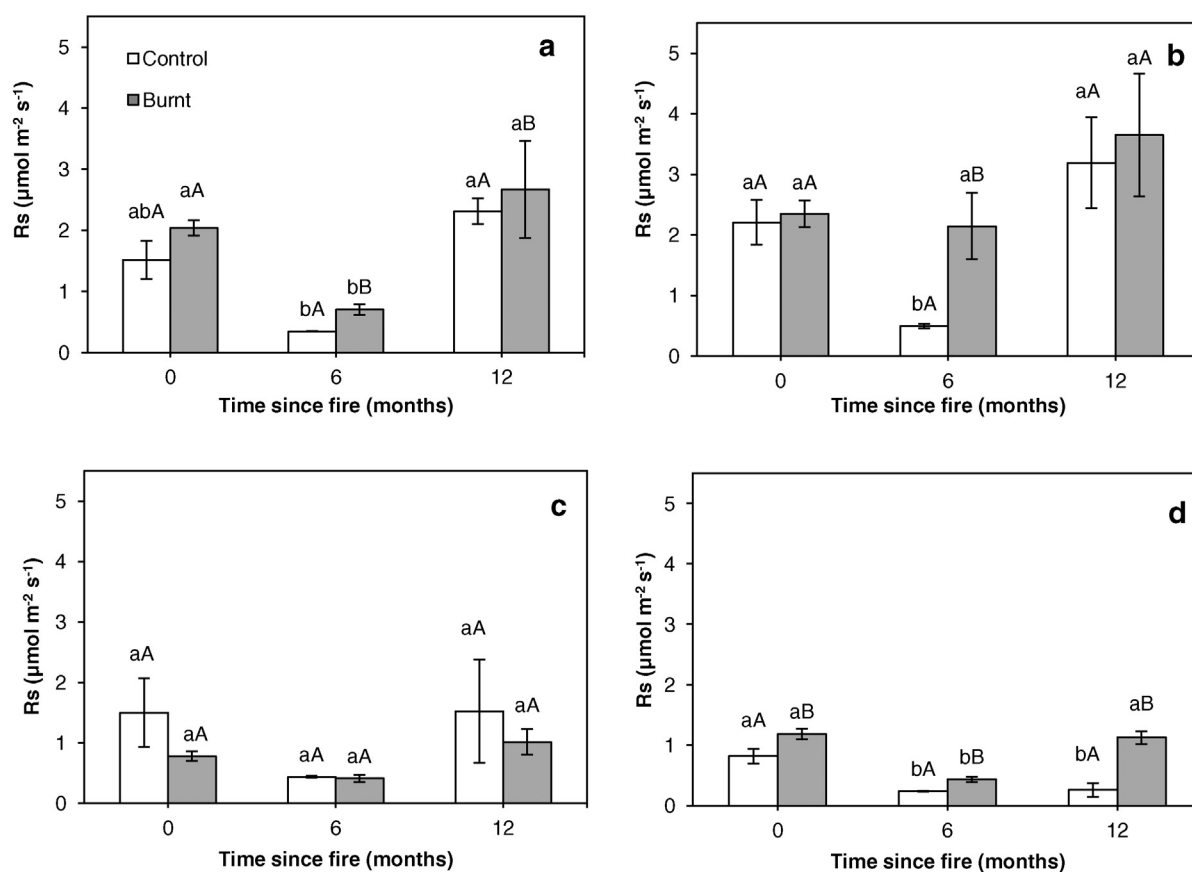 a
Control
Burnt
Rs (µmol m-2 s-1)
5
4
3
2
1
0
abA
aA
bA
bB
aA
aB
0
6
12
Time since fire (months)
b
Rs (µmol m-2 s-1)
5
4
3
2
1
0
aA
aA
bA
aB
aA
aA
0
6
12
Time since fire (months)
c
Rs (µmol m-2 s-1)
5
4
3
2
1
0
aA
aA
aA
aA
aA
aA
0
6
12
Time since fire (months)
d
Rs (µmol m-2 s-1)
5
4
3
2
1
0
aA
aB
bA
bB
bA
aB
0
6
12
Time since fire (months)